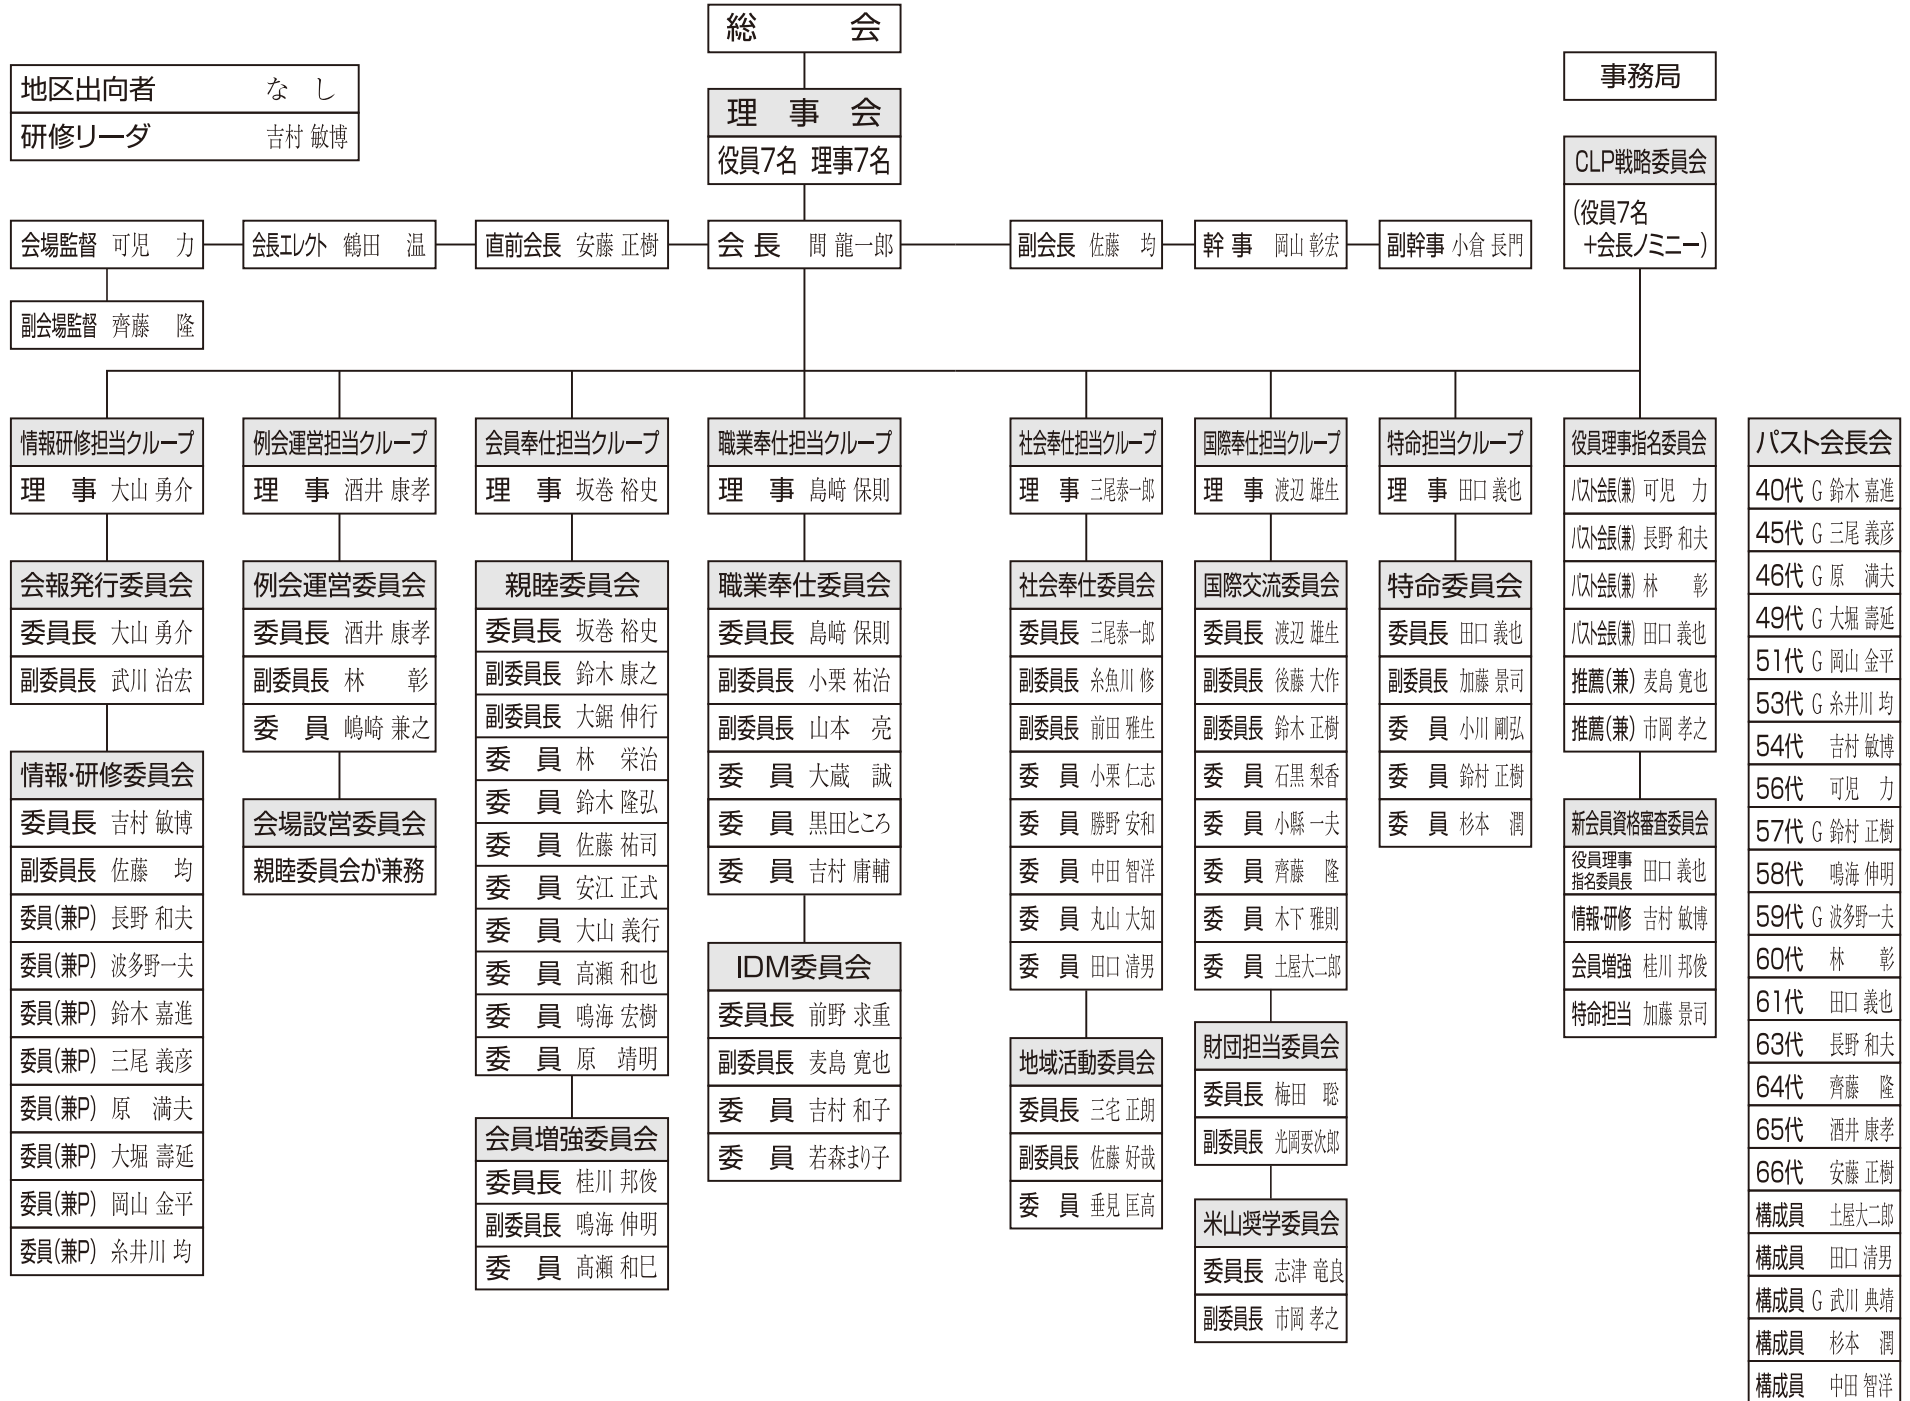 総 会
地区出向者 な し
研修リーダ 吉村 敏博
理 事 会
役員7名 理事7名
事務局
CLP戦略委員会
(役員7名
+会長ノミニー)
会場監督 可児 力
会長エレクト 鶴田 温
直前会長 安藤 正樹
会 長 間 龍一郎
副会長 佐藤 均
幹 事 岡山 彰宏
副幹事 小倉 長門
副会場監督 齊藤 隆
情報研修担当グループ
理 事 大山 勇介
会報発行委員会
委員長 大山 勇介
副委員長 武川 治宏
情報・研修委員会
委員長 吉村 敏博
副委員長 佐藤 均
委員(兼P) 長野 和夫
委員(兼P) 波多野一夫
委員(兼P) 鈴木 嘉進
委員(兼P) 三尾 義彦
委員(兼P) 原 満夫
委員(兼P) 大堀 壽延
委員(兼P) 岡山 金平
委員(兼P) 糸井川 均
例会運営担当グループ
理 事 酒井 康孝
例会運営委員会
委員長 酒井 康孝
副委員長 林 彰
委 員 嶋崎 兼之
会場設営委員会
親睦委員会が兼務
会員奉仕担当グループ
理 事 坂巻 裕史
親睦委員会
委員長 坂巻 裕史
副委員長 鈴木 康之
副委員長 大鋸 伸行
委 員 林 栄治
委 員 鈴木 隆弘
委 員 佐藤 祐司
委 員 安江 正式
委 員 大山 義行
委 員 高瀬 和也
委 員 鳴海 宏樹
委 員 原 靖明
会員増強委員会
委員長 桂川 邦俊
副委員長 鳴海 伸明
委 員 髙瀬 和巳
職業奉仕担当グループ
理 事 島﨑 保則
職業奉仕委員会
委員長 島﨑 保則
副委員長 小栗 祐治
副委員長 山本 亮
委 員 大蔵 誠
委 員 黒田ところ
委 員 吉村 庸輔
IDM委員会
委員長 前野 求重
副委員長 麦島 寛也
委 員 吉村 和子
委 員 若森まり子
社会奉仕担当グループ
理 事 三尾泰一郎
社会奉仕委員会
委員長 三尾泰一郎
副委員長 糸魚川 修
副委員長 前田 雅生
委 員 小栗 仁志
委 員 勝野 安和
委 員 中田 智洋
委 員 丸山 大知
委 員 田口 清男
地域活動委員会
委員長 三宅 正朗
副委員長 佐藤 好哉
委 員 垂見 匡高
国際奉仕担当グループ
理 事 渡辺 雄生
国際交流委員会
委員長 渡辺 雄生
副委員長 後藤 大作
副委員長 鈴木 正樹
委 員 石黒 梨香
委 員 小縣 一夫
委 員 齊藤 隆
委 員 木下 雅則
委 員 土屋大二郎
財団担当委員会
委員長 梅田 聡
副委員長 光岡要次郎
米山奨学委員会
委員長 志津 竜良
副委員長 市岡 孝之
特命担当グループ
理 事 田口 義也
特命委員会
委員長 田口 義也
副委員長 加藤 景司
委 員 小川 剛弘
委 員 鈴村 正樹
委 員 杉本 潤
役員理事指名委員会
パスト会長(兼) 可児 力
パスト会長(兼) 長野 和夫
パスト会長(兼) 林 彰
パスト会長(兼) 田口 義也
推薦(兼) 麦島 寛也
推薦(兼) 市岡 孝之
新会員資格審査委員会
役員理事
指名委員長 田口 義也
情報・研修 吉村 敏博
会員増強 桂川 邦俊
特命担当 加藤 景司
パスト会長会
40代 G 鈴木 嘉進
45代 G 三尾 義彦
46代 G 原 満夫
49代 G 大堀 壽延
51代 G 岡山 金平
53代 G 糸井川 均
54代 吉村 敏博
56代 可児 力
57代 G 鈴村 正樹
58代 鳴海 伸明
59代 G 波多野一夫
60代 林 彰
61代 田口 義也
63代 長野 和夫
64代 齊藤 隆
65代 酒井 康孝
66代 安藤 正樹
構成員 土屋大二郎
構成員 田口 清男
構成員 G 武川 典靖
構成員 杉本 潤
構成員 中田 智洋